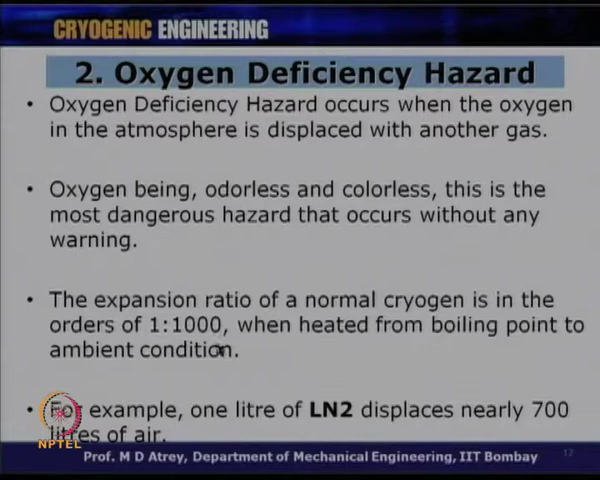 CRYOGENIC ENGINEERING
2. Oxygen Deficiency Hazard
• Oxygen Deficiency Hazard occurs when the oxygen
in the atmosphere is displaced with another gas.
• Oxygen being, odorless and colorless, this is the
most dangerous hazard that occurs without any
warning.
• The expansion ratio of a normal cryogen is in the
orders of 1:1000, when heated from boiling point to
ambient condition.
• For example, one litre of LN2 displaces nearly 700
litres of air.
NPTEL
Prof. M D Atrey, Department of Mechanical Engineering, IIT Bombay
17